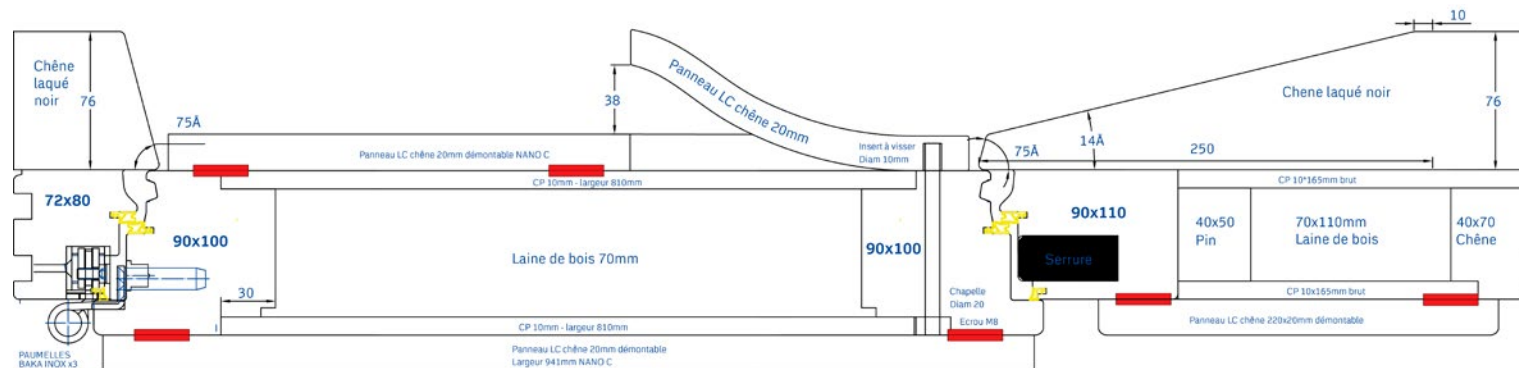 10
Chêne
laqué
noir
76
38
Panneau LC chêne 20mm
Chene laqué noir
76
75Å
Panneau LC chêne 20mm démontable NANO C
Insert à visser
Diam 10mm
75Å
14Å
250
CP 10mm - largeur 810mm
CP 10*165mm brut
72x80
90x100
Laine de bois 70mm
90x100
90x110
40x50
Pin
70x110mm
Laine de bois
40x70
Chêne
Serrure
30
Chapelle
Diam 20
Ecrou M8
CP 10x165mm brut
CP 10mm - largeur 810mm
Panneau LC chêne 220x20mm démontable
PAUMELLES
BAKA INOX x3
Panneau LC chêne 20mm démontable
Largeur 941mm NANO C